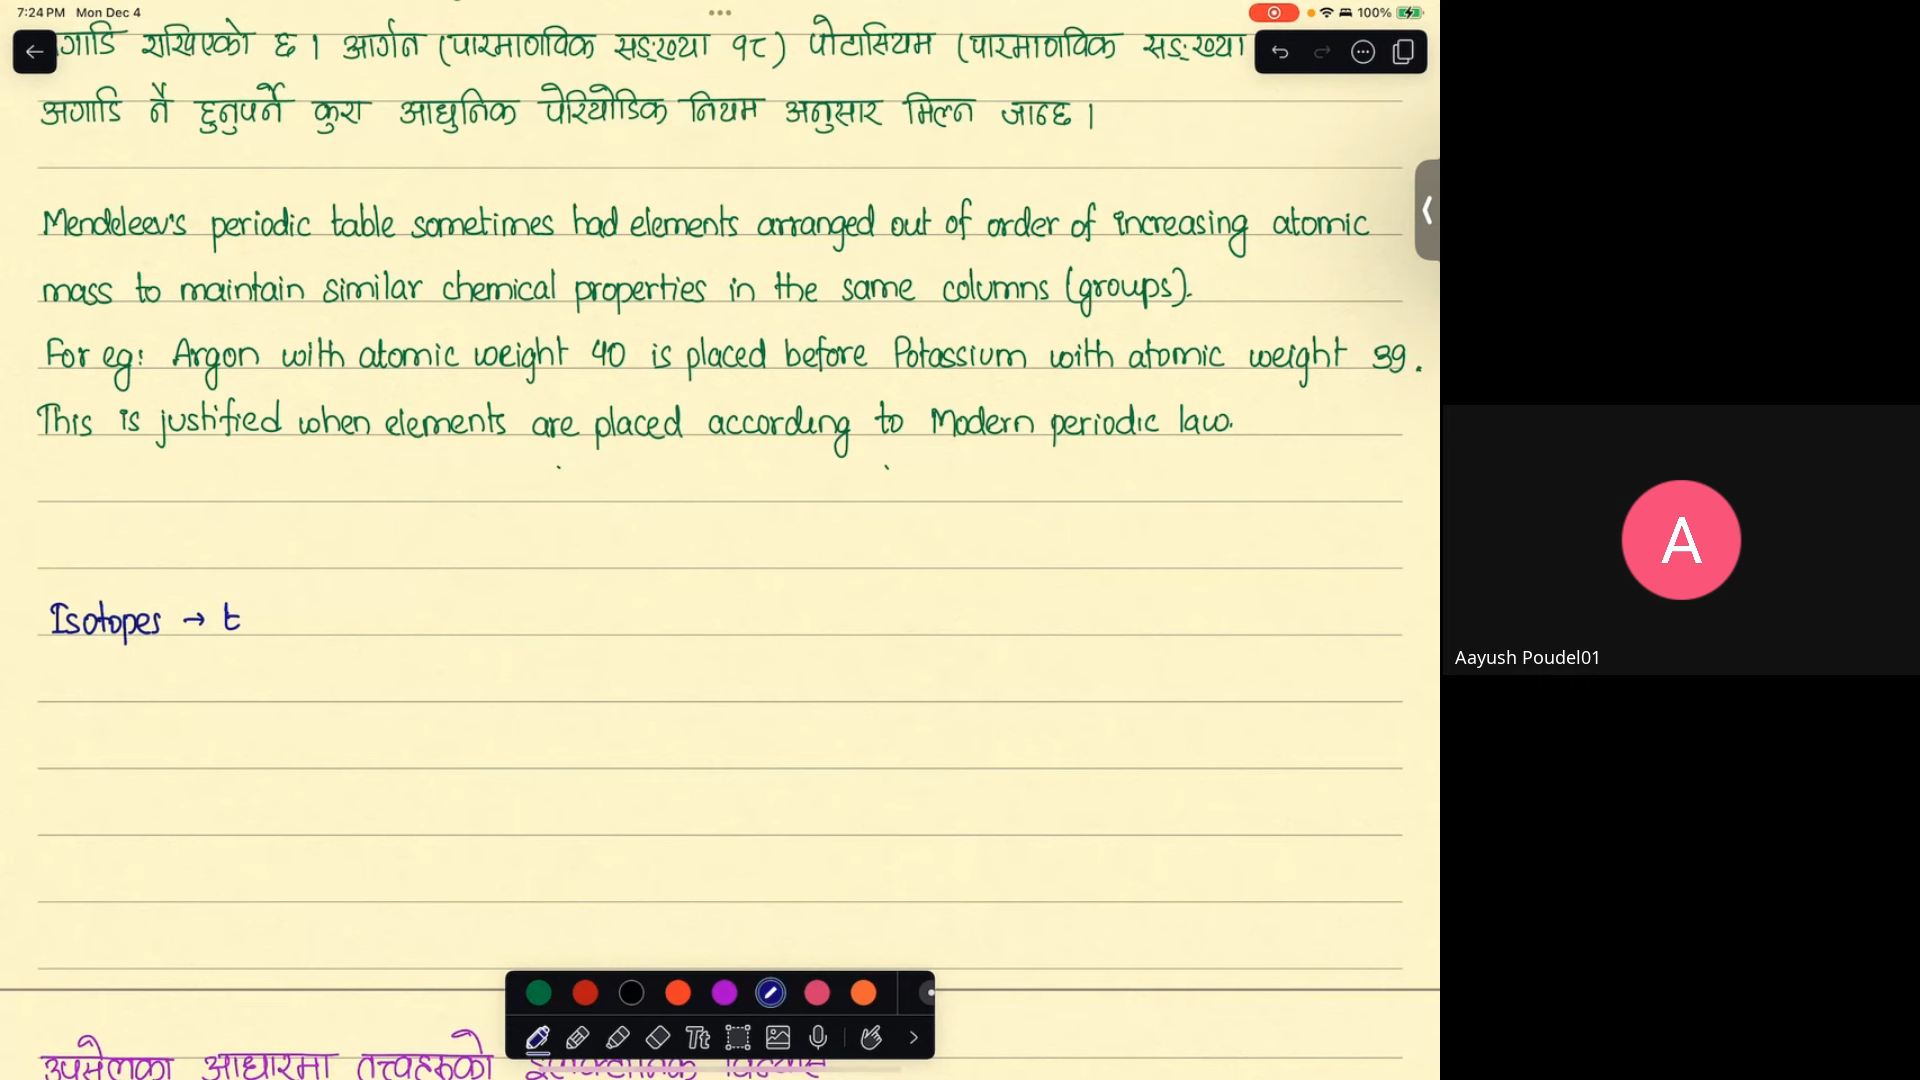 7:24 PM Mon Dec 4
100%
गाडि राखिएको छ । आर्गन (पारमाणविक सङ्ख्या १८) पोटासियम (पारमाणविक सङ्ख्या
अगाडि नै हुनुपर्ने कुरा आधुनिक पेरियोडिक नियम अनुसार मिल्न जान्छ ।
Mendeleev's periodic table sometimes had elements arranged out of order of increasing atomic
mass to maintain similar chemical properties in the same columns (groups).
For eg: Argon with atomic weight 40 is placed before Potassium with atomic weight 39.
This is justified when elements are placed according to Modern periodic law.
Isotopes → t
A
Aayush Poudel01
Tt
उपसेलका आधारमा तत्त्वहरुको